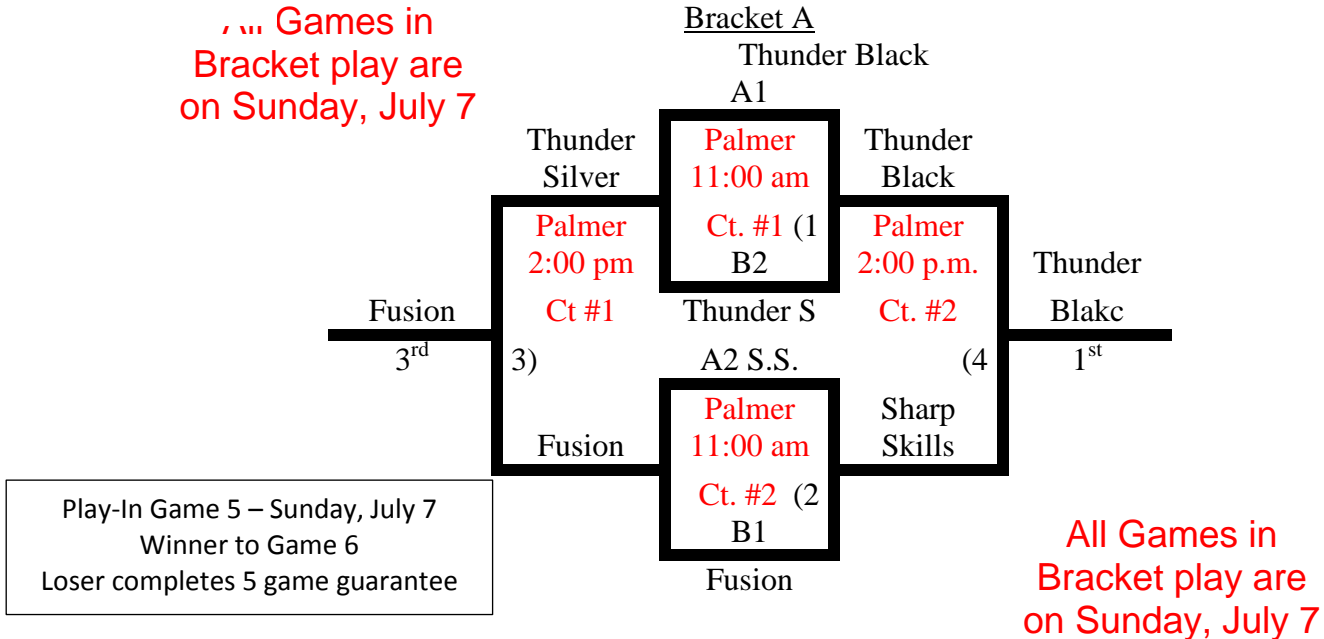 Games in
Bracket play are
on Sunday, July 7
Bracket A
Thunder Black
A1
Thunder
Silver
Palmer
11:00 am
Ct. #1 (1
B2
Thunder S
Thunder
Black
Palmer
2:00 pm
Ct #1
3)
Palmer
2:00 p.m.
Ct. #2
(4
Fusion
3rd
Thunder
Blakc
1st
A2 S.S.
Palmer
11:00 am
Ct. #2 (2
B1
Fusion
Fusion
Sharp
Skills
Play-In Game 5 – Sunday, July 7
Winner to Game 6
Loser completes 5 game guarantee
All Games in
Bracket play are
on Sunday, July 7